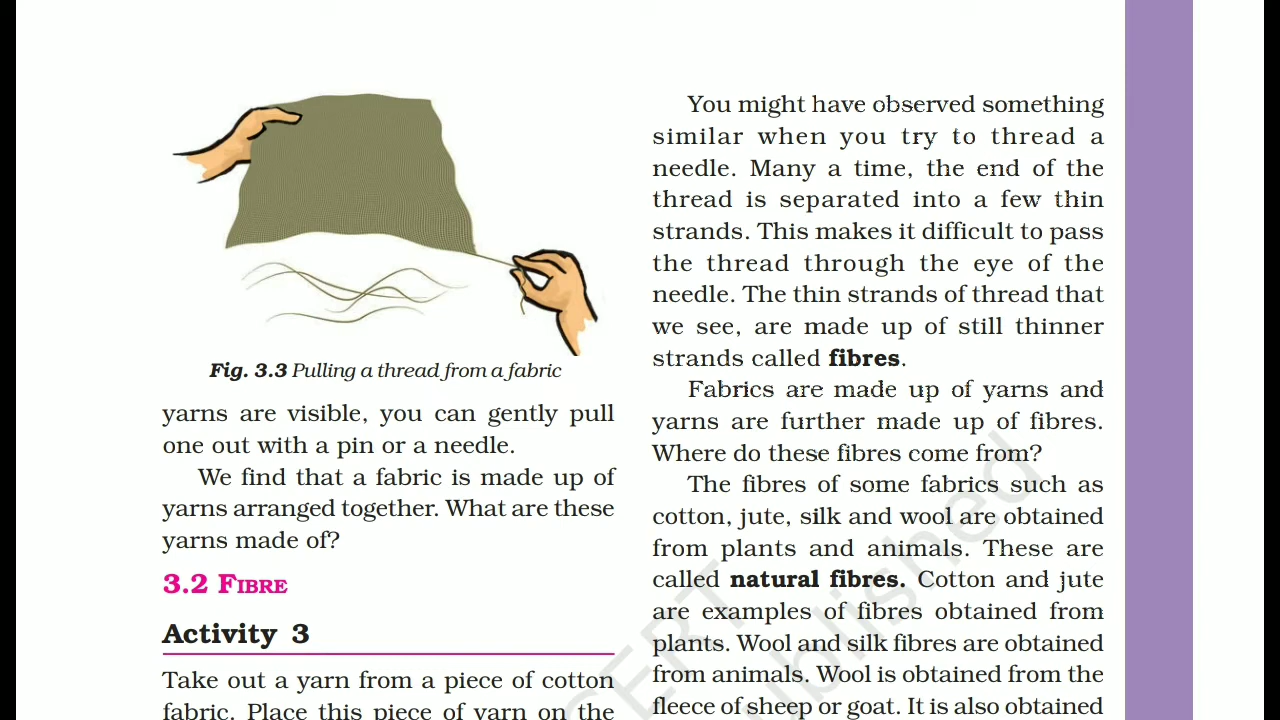 Fig. 3.3 Pulling a thread from a fabric
yarns are visible, you can gently pull
one out with a pin or a needle.
We find that a fabric is made up of
yarns arranged together. What are these
yarns made of?
3.2 FIBRE
Activity 3
Take out a yarn from a piece of cotton
fabric. Place this piece of yarn on the
You might have observed something
similar when you try to thread a
needle. Many a time, the end of the
thread is separated into a few thin
strands. This makes it difficult to pass
the thread through the eye of the
needle. The thin strands of thread that
we see, are made up of still thinner
strands called fibres.
Fabrics are made up of yarns and
yarns are further made up of fibres.
Where do these fibres come from?
The fibres of some fabrics such as
cotton, jute, silk and wool are obtained
from plants and animals. These are
called natural fibres. Cotton and jute
are examples of fibres obtained from
plants. Wool and silk fibres are obtained
from animals. Wool is obtained from the
fleece of sheep or goat. It is also obtained